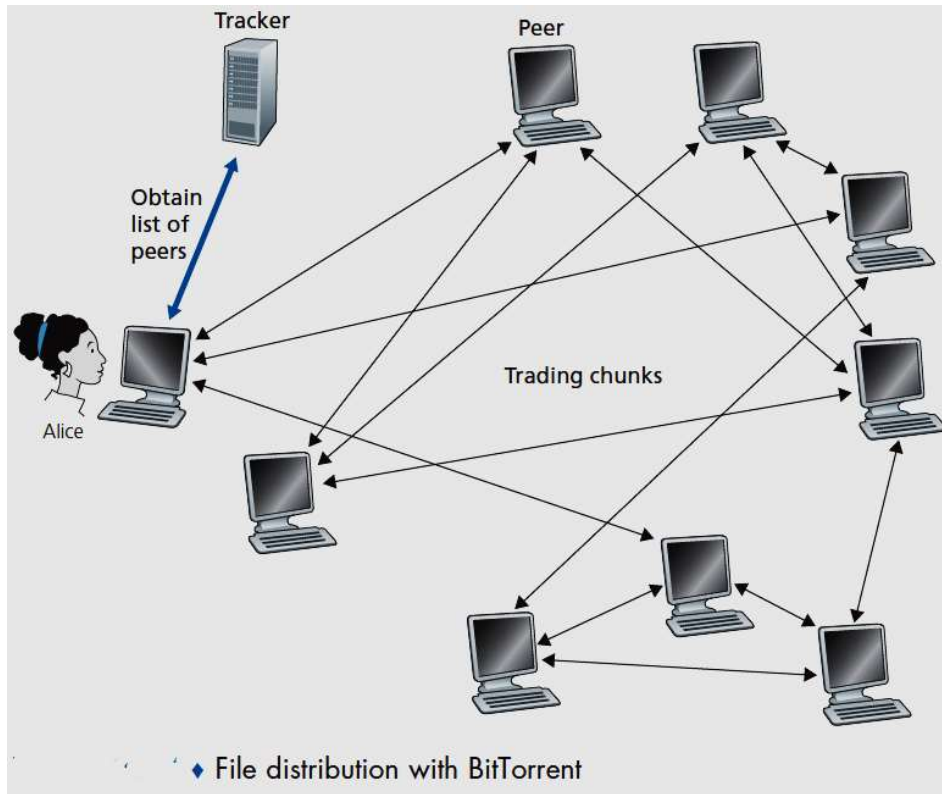 Tracker
Peer
Obtain
list of
peers
Trading chunks
Alice
♦ File distribution with BitTorrent